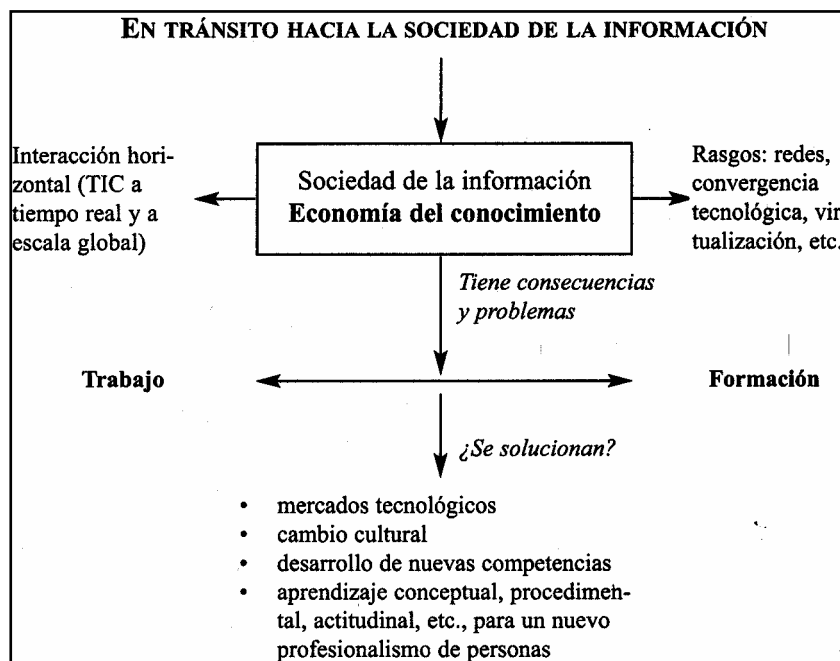 EN TRÁNSITO HACIA LA SOCIEDAD DE LA INFORMACIÓN
Interacción hori-
zontal (TIC a
tiempo real y a
escala global)
Sociedad de la información
Economía del conocimiento
Rasgos: redes,
convergencia
tecnológica, vir
tualización, etc.
Tiene consecuencias
y problemas
Trabajo
Formación
¿Se solucionan?
• mercados tecnológicos
• cambio cultural
• desarrollo de nuevas competencias
• aprendizaje conceptual, procedimen-
tal, actitudinal, etc., para un nuevo
profesionalismo de personas